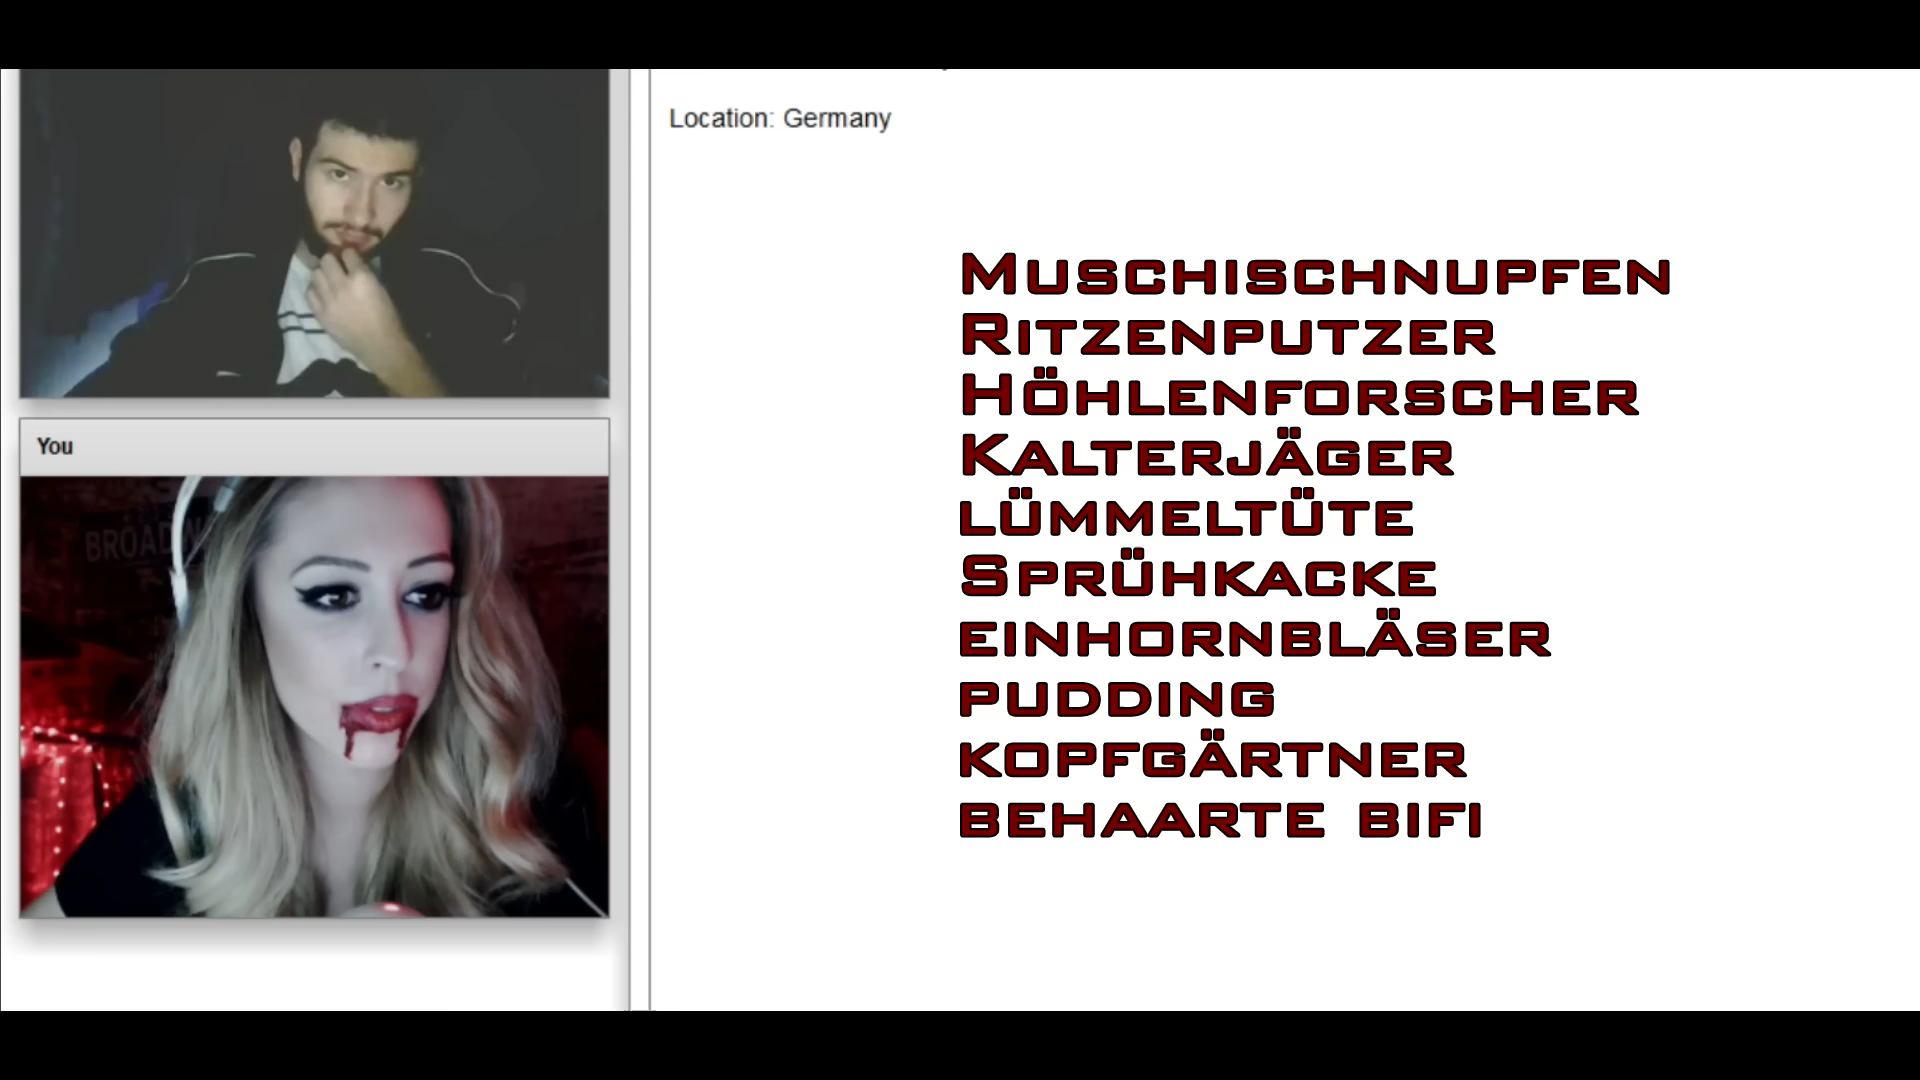 Location: Germany
MUSCHISCHNUPFEN
RITZENPUTZER
HÖHLENFORSCHER
KALTERJÄGER
LÜMMELTÜTE
SPRÜHKACKE
EINHORNBLÄSER
PUDDING
KOPFGÄRTNER
BEHAARTE BIFI
You